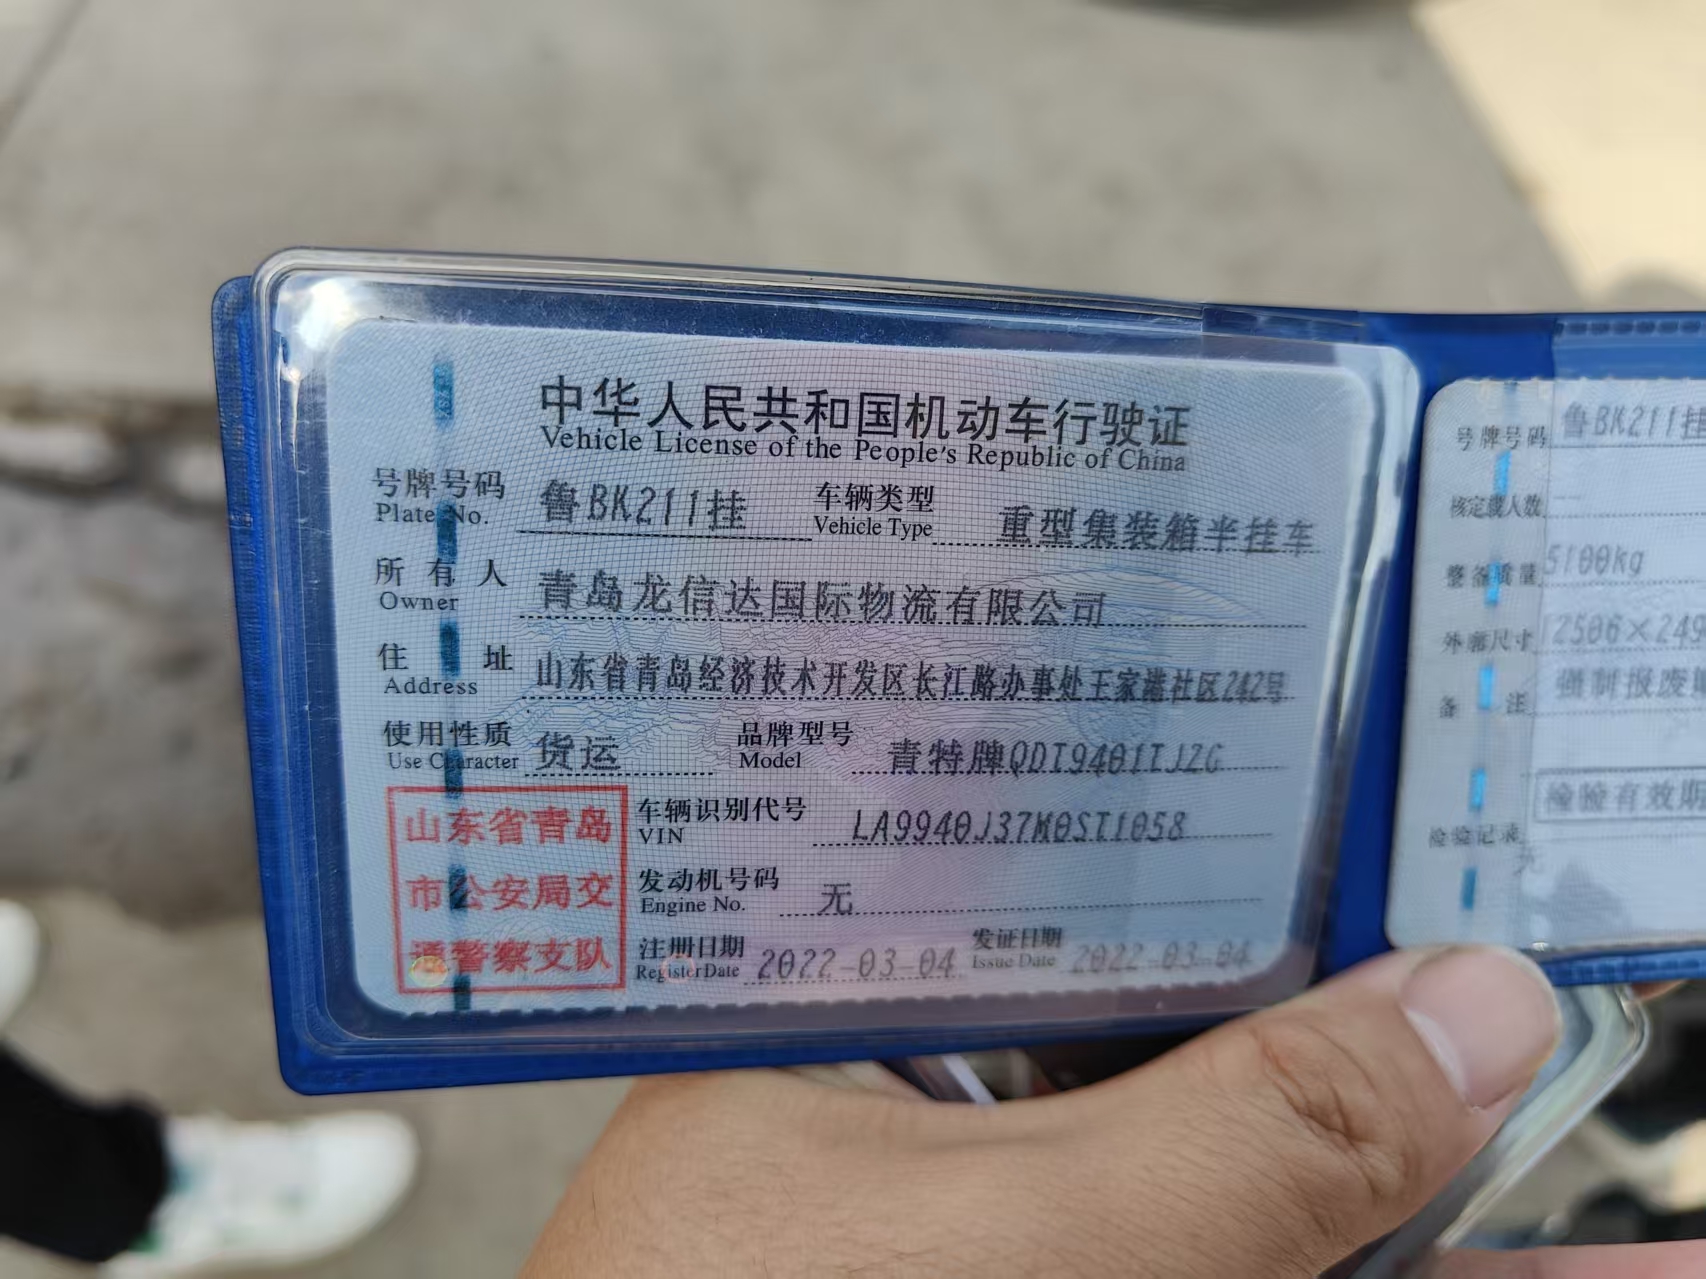 中华人民共和国机动车行驶证
Vehicle License of the People's Republic of China
号牌号码 鲁BK211挂 车辆类型 重型集装箱半挂车
Plate No. Vehicle Type
所有人 青岛龙信达国际物流有限公司
Owner
住址 山东省青岛经济技术开发区长江路办事处王家港社区242号
Address
使用性质 货运 品牌型号 青特牌QDT9401TJZG
Use Character Model
山东省青岛
市公安局交
通警察支队
车辆识别代号 LA9940J37M0STT058
VIN
发动机号码 无
Engine No.
注册日期 2022-03-04 发证日期 2022-03-04
Register Date Issue Date
号牌号码 鲁BK211挂
核定载人数 --
整备质量 5100kg
外廓尺寸 12506×249
备注 强制报废
检验有效期
检验记录
无